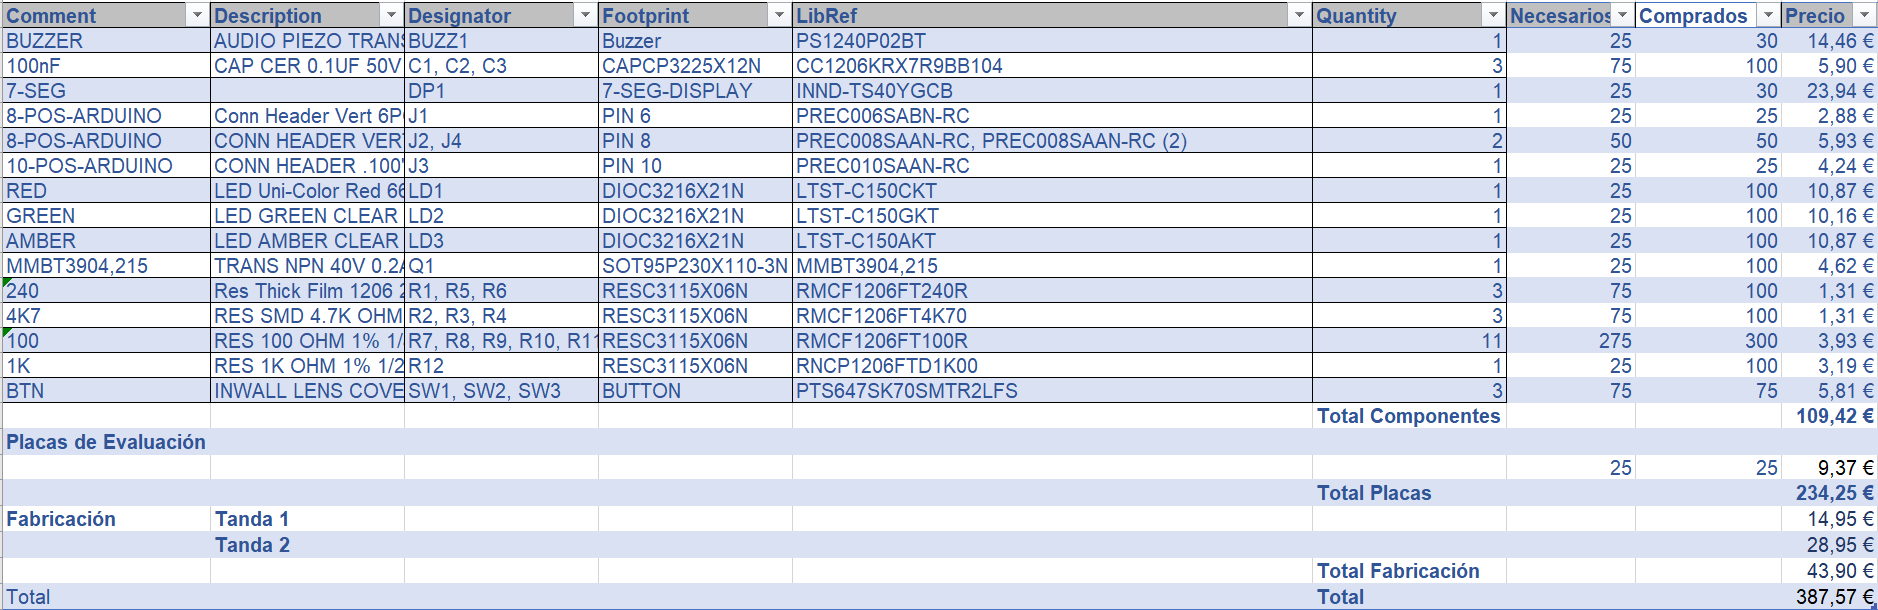 Comment Description Designator Footprint LibRef Quantity Necesarios Comprados Precio
BUZZER AUDIO PIEZO TRANS BUZZ1 Buzzer PS1240P02BT 1 25 30 14,46 €
100nF CAP CER 0.1UF 50V C1, C2, C3 CAPCP3225X12N CC1206KRX7R9BB104 3 75 100 5,90 €
7-SEG DP1 7-SEG-DISPLAY INND-TS40YGCB 1 25 30 23,94 €
8-POS-ARDUINO Conn Header Vert 6P J1 PIN 6 PREC006SABN-RC 1 25 25 2,88 €
8-POS-ARDUINO CONN HEADER VER J2, J4 PIN 8 PREC008SAAN-RC, PREC008SAAN-RC (2) 2 50 50 5,93 €
10-POS-ARDUINO CONN HEADER .100" J3 PIN 10 PREC010SAAN-RC 1 25 25 4,24 €
RED LED Uni-Color Red 66 LD1 DIOC3216X21N LTST-C150CKT 1 25 100 10,87 €
GREEN LED GREEN CLEAR LD2 DIOC3216X21N LTST-C150GKT 1 25 100 10,16 €
AMBER LED AMBER CLEAR LD3 DIOC3216X21N LTST-C150AKT 1 25 100 10,87 €
MMBT3904,215 TRANS NPN 40V 0.2A Q1 SOT95P230X110-3N MMBT3904,215 1 25 100 4,62 €
240 Res Thick Film 1206 2 R1, R5, R6 RESC3115X06N RMCF1206FT240R 3 75 100 1,31 €
4K7 RES SMD 4.7K OHM R2, R3, R4 RESC3115X06N RMCF1206FT4K70 3 75 100 1,31 €
100 RES 100 OHM 1% 1/ R7, R8, R9, R10, R11 RESC3115X06N RMCF1206FT100R 11 275 300 3,93 €
1K RES 1K OHM 1% 1/2 R12 RESC3115X06N RNCP1206FTD1K00 1 25 100 3,19 €
BTN INWALL LENS COVE SW1, SW2, SW3 BUTTON PTS647SK70SMTR2LFS 3 75 75 5,81 €
Total Componentes 109,42 €
Placas de Evaluación
25 25 9,37 €
Total Placas 234,25 €
Fabricación Tanda 1 14,95 €
Tanda 2 28,95 €
Total Fabricación 43,90 €
Total Total 387,57 €